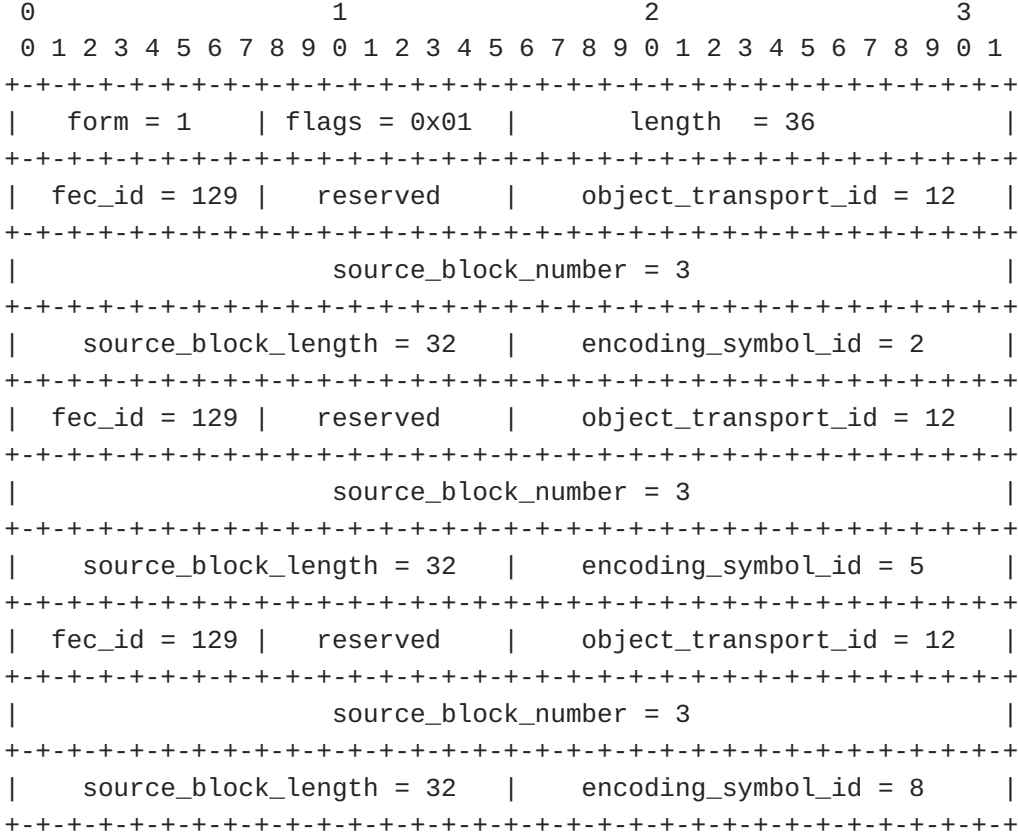 0                   1                   2                   3
 0 1 2 3 4 5 6 7 8 9 0 1 2 3 4 5 6 7 8 9 0 1 2 3 4 5 6 7 8 9 0 1
+-+-+-+-+-+-+-+-+-+-+-+-+-+-+-+-+-+-+-+-+-+-+-+-+-+-+-+-+-+-+-+-+
|   form = 1    | flags = 0x01  |       length  = 36            |
+-+-+-+-+-+-+-+-+-+-+-+-+-+-+-+-+-+-+-+-+-+-+-+-+-+-+-+-+-+-+-+-+
|  fec_id = 129 |   reserved    |    object_transport_id = 12   |
+-+-+-+-+-+-+-+-+-+-+-+-+-+-+-+-+-+-+-+-+-+-+-+-+-+-+-+-+-+-+-+-+
|                    source_block_number = 3                    |
+-+-+-+-+-+-+-+-+-+-+-+-+-+-+-+-+-+-+-+-+-+-+-+-+-+-+-+-+-+-+-+-+
|    source_block_length = 32   |    encoding_symbol_id = 2     |
+-+-+-+-+-+-+-+-+-+-+-+-+-+-+-+-+-+-+-+-+-+-+-+-+-+-+-+-+-+-+-+-+
|  fec_id = 129 |   reserved    |    object_transport_id = 12   |
+-+-+-+-+-+-+-+-+-+-+-+-+-+-+-+-+-+-+-+-+-+-+-+-+-+-+-+-+-+-+-+-+
|                    source_block_number = 3                    |
+-+-+-+-+-+-+-+-+-+-+-+-+-+-+-+-+-+-+-+-+-+-+-+-+-+-+-+-+-+-+-+-+
|    source_block_length = 32   |    encoding_symbol_id = 5     |
+-+-+-+-+-+-+-+-+-+-+-+-+-+-+-+-+-+-+-+-+-+-+-+-+-+-+-+-+-+-+-+-+
|  fec_id = 129 |   reserved    |    object_transport_id = 12   |
+-+-+-+-+-+-+-+-+-+-+-+-+-+-+-+-+-+-+-+-+-+-+-+-+-+-+-+-+-+-+-+-+
|                    source_block_number = 3                    |
+-+-+-+-+-+-+-+-+-+-+-+-+-+-+-+-+-+-+-+-+-+-+-+-+-+-+-+-+-+-+-+-+
|    source_block_length = 32   |    encoding_symbol_id = 8     |
+-+-+-+-+-+-+-+-+-+-+-+-+-+-+-+-+-+-+-+-+-+-+-+-+-+-+-+-+-+-+-+-+